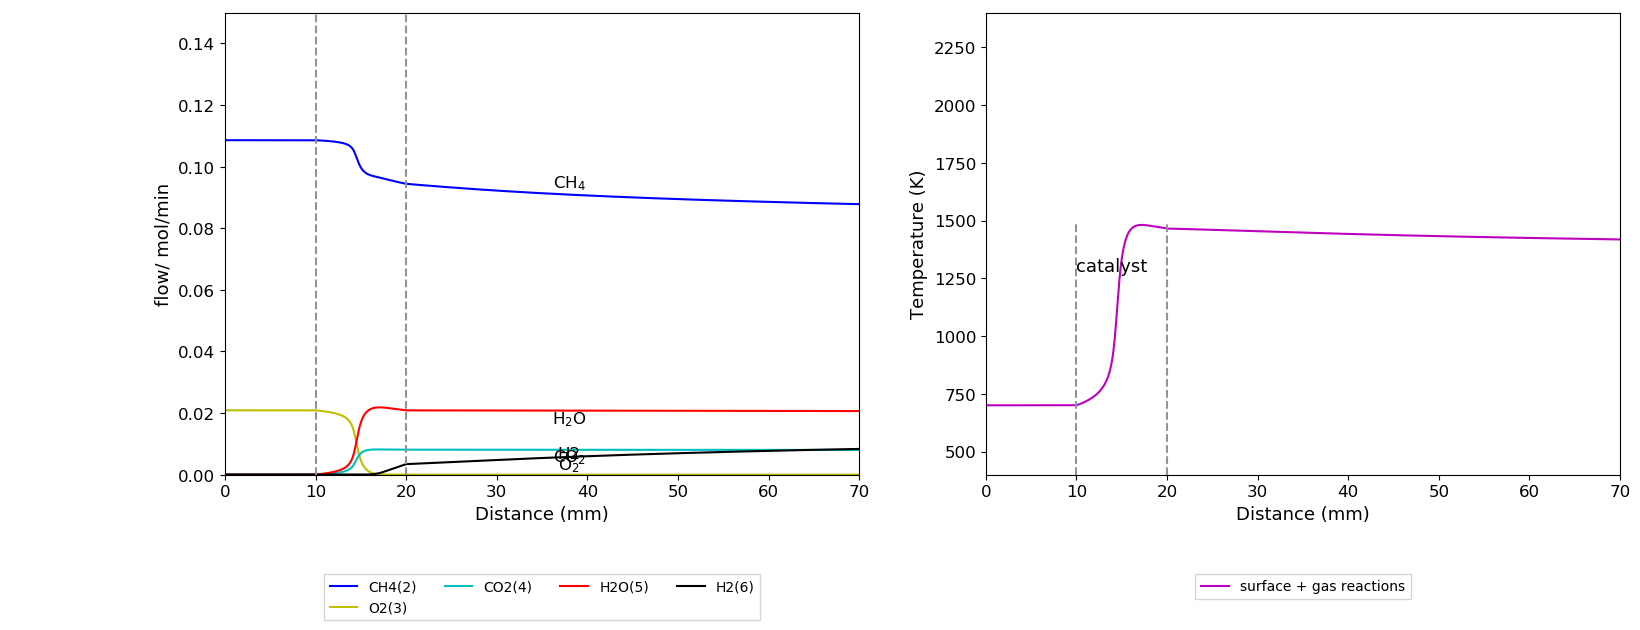 0.14
0.12
0.10
0.08
0.06
0.04
0.02
0.00
flow/ mol/min
CH₄
H₂O
H2
CO₂
O₂
0 10 20 30 40 50 60 70
Distance (mm)
CH4(2) CO2(4) H2O(5) H2(6)
O2(3)
2250
2000
1750
1500
1250
1000
750
500
Temperature (K)
catalyst
0 10 20 30 40 50 60 70
Distance (mm)
surface + gas reactions